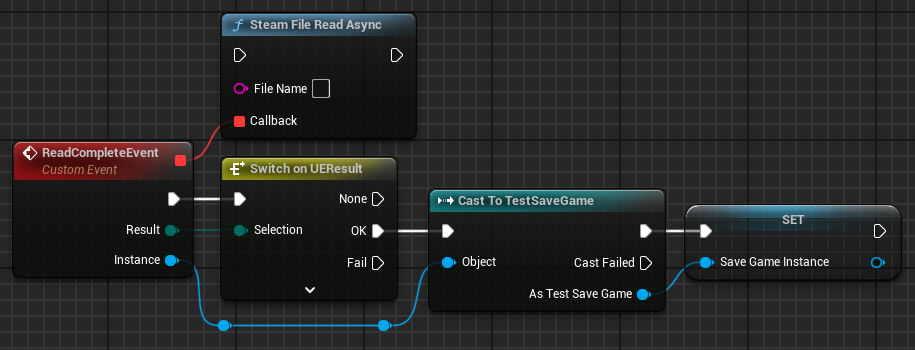 Steam File Read Async
File Name
Callback
ReadCompleteEvent
Custom Event
Result
Instance
Switch on UEResult
None
Selection
OK
Fail
Cast To TestSaveGame
Object
Cast Failed
As Test Save Game
SET
Save Game Instance